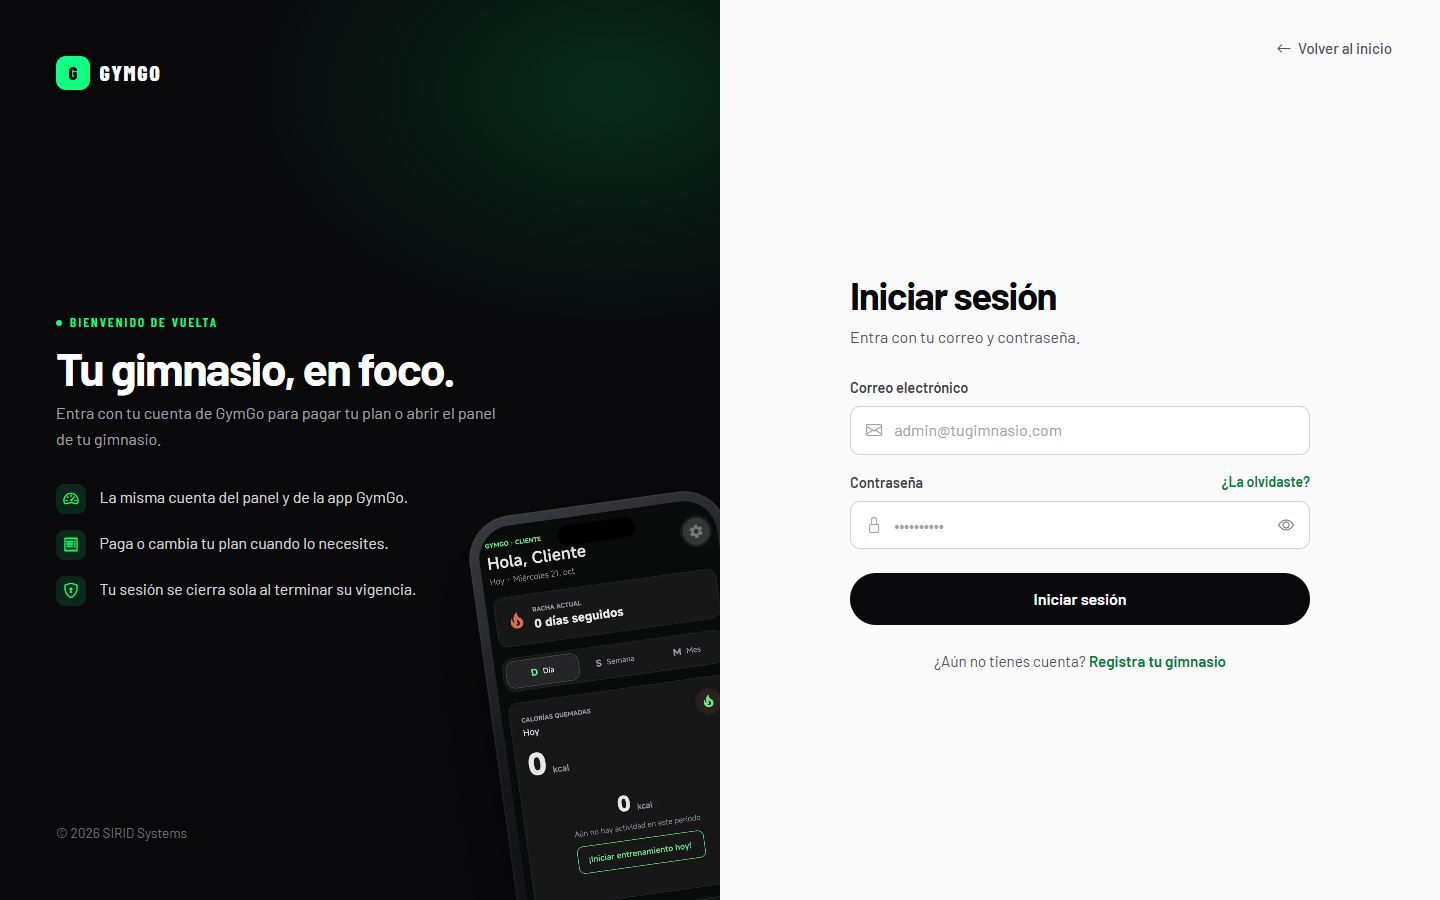 G GYMGO
← Volver al inicio
BIENVENIDO DE VUELTA
Tu gimnasio, en foco.
Entra con tu cuenta de GymGo para pagar tu plan o abrir el panel
de tu gimnasio.
La misma cuenta del panel y de la app GymGo.
Paga o cambia tu plan cuando lo necesites.
Tu sesión se cierra sola al terminar su vigencia.
GYMGO · CLIENTE
Hola, Cliente
Hoy · Miércoles 21, oct
RACHA ACTUAL
0 días seguidos
D Día S Semana M Mes
CALORÍAS QUEMADAS
Hoy
0 kcal
0 kcal
Aún no hay actividad en este periodo
¡Iniciar entrenamiento hoy!
© 2026 SIRID Systems
Iniciar sesión
Entra con tu correo y contraseña.
Correo electrónico
admin@tugimnasio.com
Contraseña ¿La olvidaste?
••••••••••
Iniciar sesión
¿Aún no tienes cuenta? Registra tu gimnasio